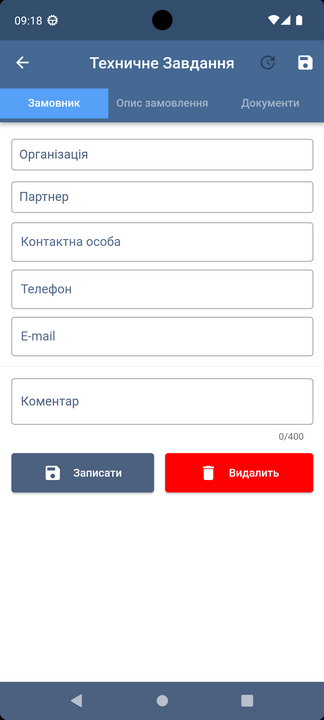 09:18
Техничне Завдання
Замовник
Опис замовлення
Документи
Організація
Партнер
Контактна особа
Телефон
E-mail
Коментар
0/400
Записати
Видалить